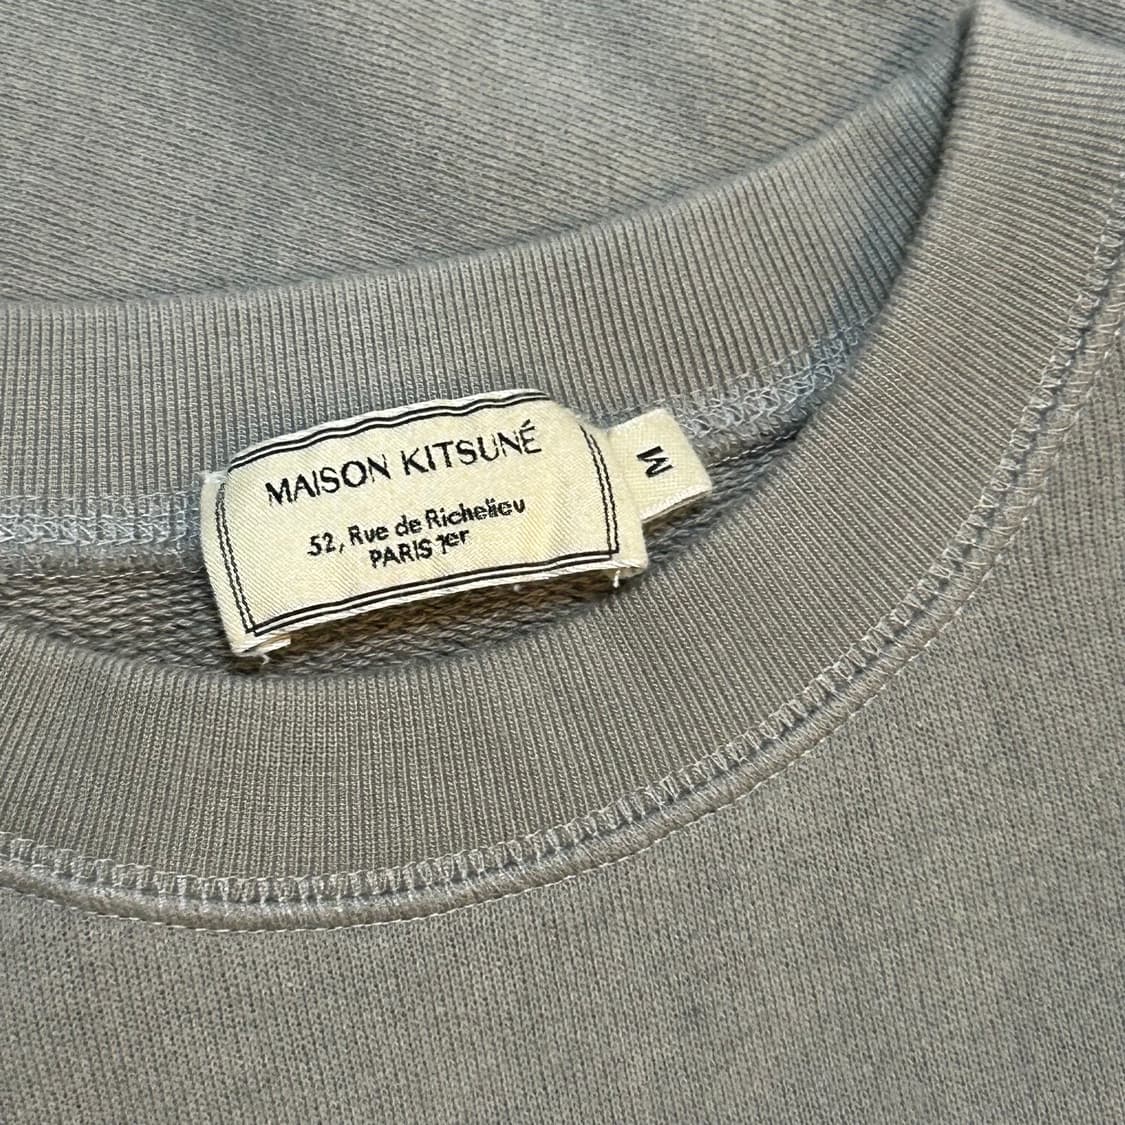 MAISON KITSUNÉ
52, Rue de Richelieu
PARIS 1er
M